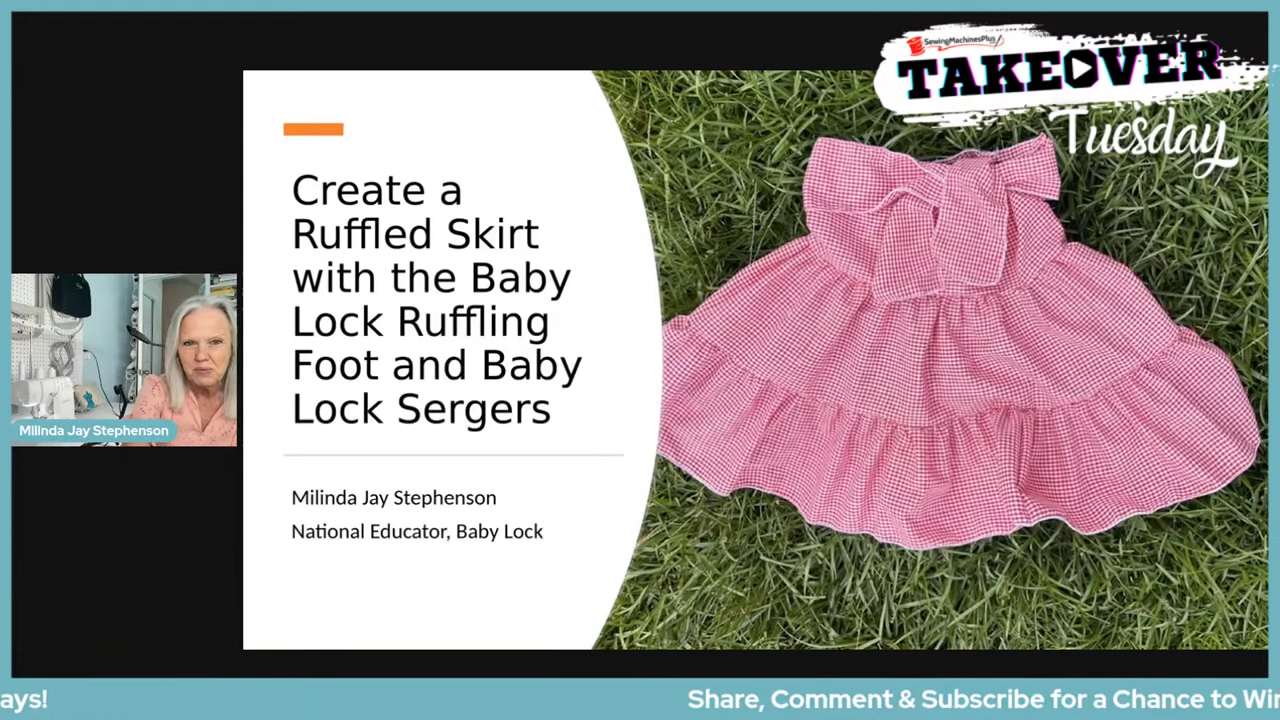 SewingMachinesPlus
TAKEOVER
Tuesday
Create a
Ruffled Skirt
with the Baby
Lock Ruffling
Foot and Baby
Lock Sergers
Milinda Jay Stephenson
National Educator, Baby Lock
Milinda Jay Stephenson
ays!
Share, Comment & Subscribe for a Chance to Win